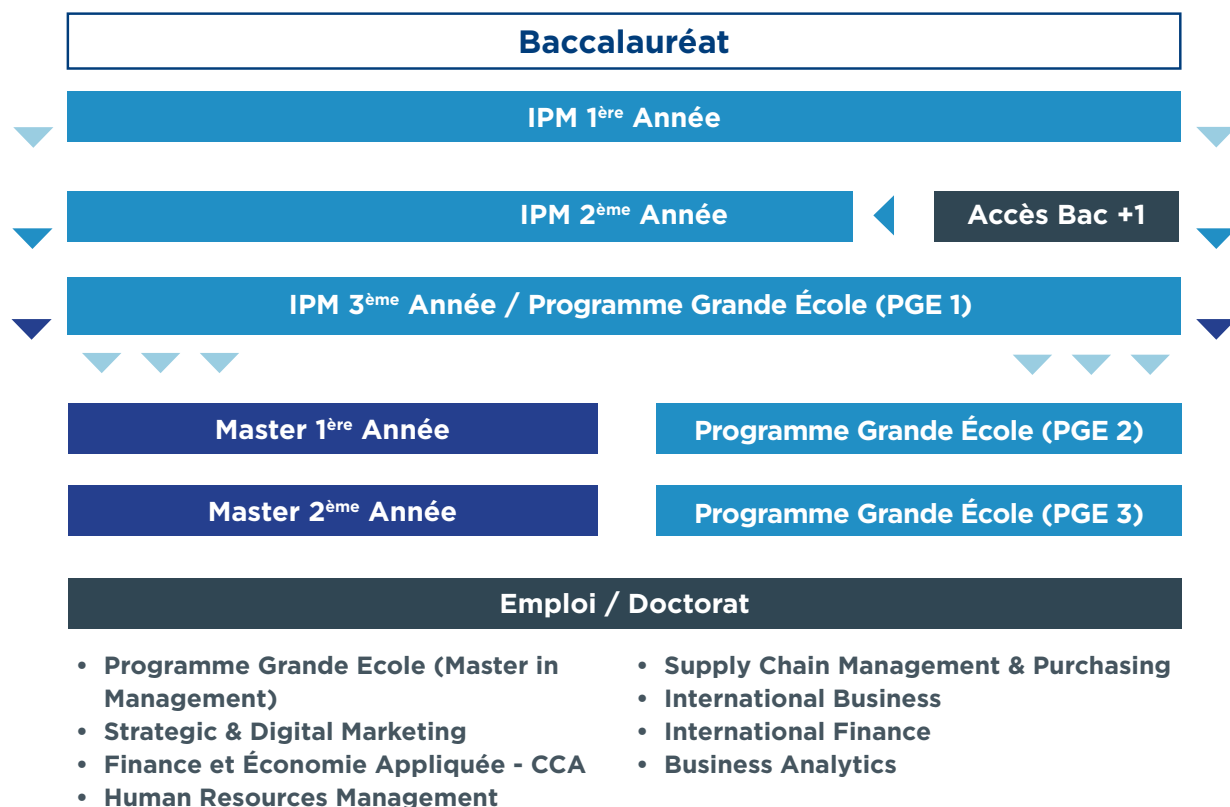 Baccalauréat
IPM 1ère Année
IPM 2ème Année
Accès Bac +1
IPM 3ème Année / Programme Grande École (PGE 1)
Master 1ère Année
Programme Grande École (PGE 2)
Master 2ème Année
Programme Grande École (PGE 3)
Emploi / Doctorat
• Programme Grande Ecole (Master in
Management)
• Strategic & Digital Marketing
• Finance et Économie Appliquée - CCA
• Human Resources Management
• Supply Chain Management & Purchasing
• International Business
• International Finance
• Business Analytics